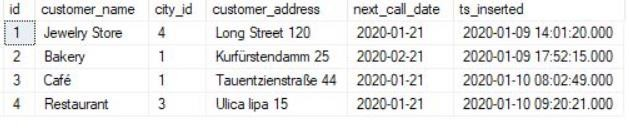 id customer_name city_id customer_address next_call_date ts_inserted
1 Jewelry Store 4 Long Street 120 2020-01-21 2020-01-09 14:01:20.000
2 Bakery 1 Kurfürstendamm 25 2020-02-21 2020-01-09 17:52:15.000
3 Café 1 Tauentzienstraße 44 2020-01-21 2020-01-10 08:02:49.000
4 Restaurant 3 Ulica lipa 15 2020-01-21 2020-01-10 09:20:21.000